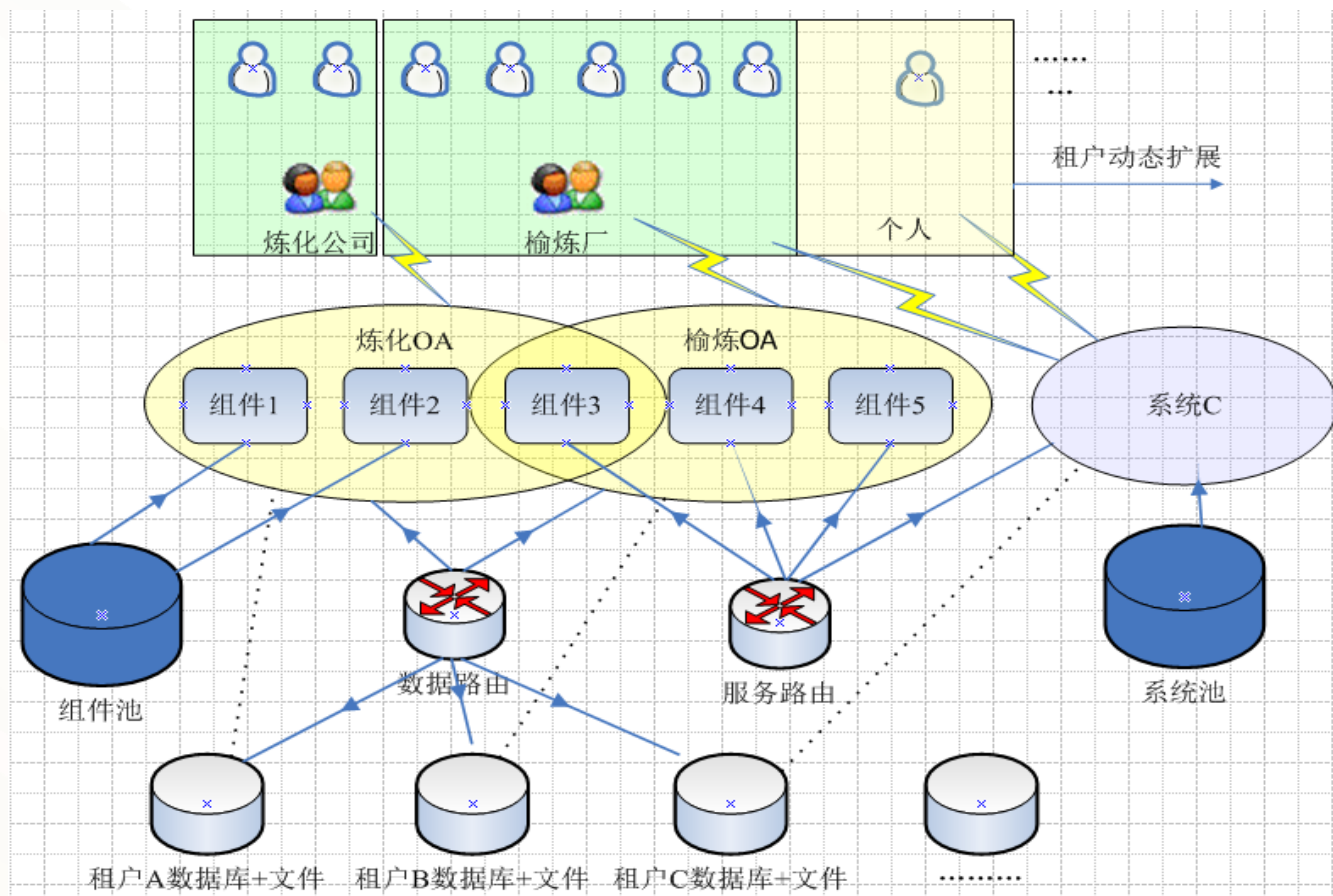 ……
…
租户动态扩展
炼化公司
榆炼厂
个人
炼化OA
榆炼OA
组件1
组件2
组件3
组件4
组件5
系统C
数据路由
服务路由
组件池
系统池
租户A数据库+文件
租户B数据库+文件
租户C数据库+文件
………